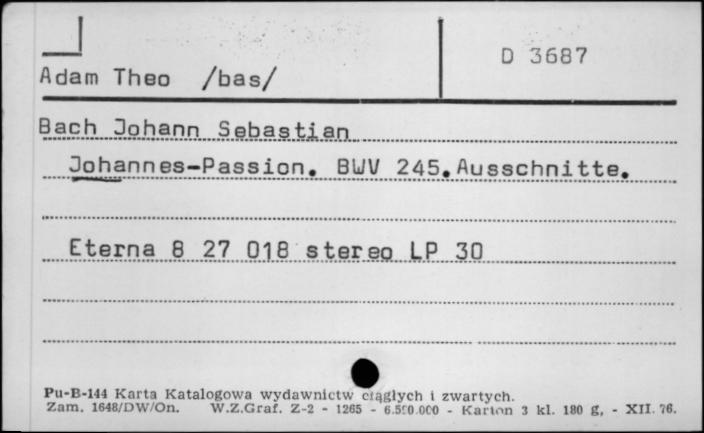 D 3687
Adam Theo /bas/
Bach Johann Sebastian
Johannes-Passion. BWV 245. Ausschnitte.
Eterna 8 27 018 stereo LP 30
Pu-B-144 Karta Katalogowa wydawnictw ciągłych i zwartych.
Zam. 1648/DW/On. W.Z.Graf. Z-2 - 1265 - 6.500.000 - Karton 3 kl. 180 g, - XII. 76.